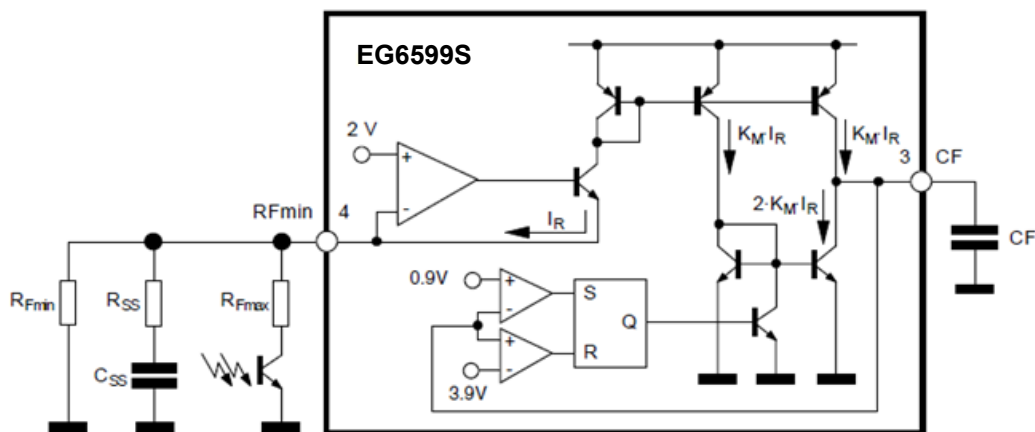 EG6599S
2 V
+
-
K_M·I_R
K_M·I_R
3
CF
RFmin
4
I_R
2·K_M·I_R
CF
R_Fmin
R_SS
R_Fmax
C_SS
0.9V
+
-
S
Q
+
-
R
3.9V